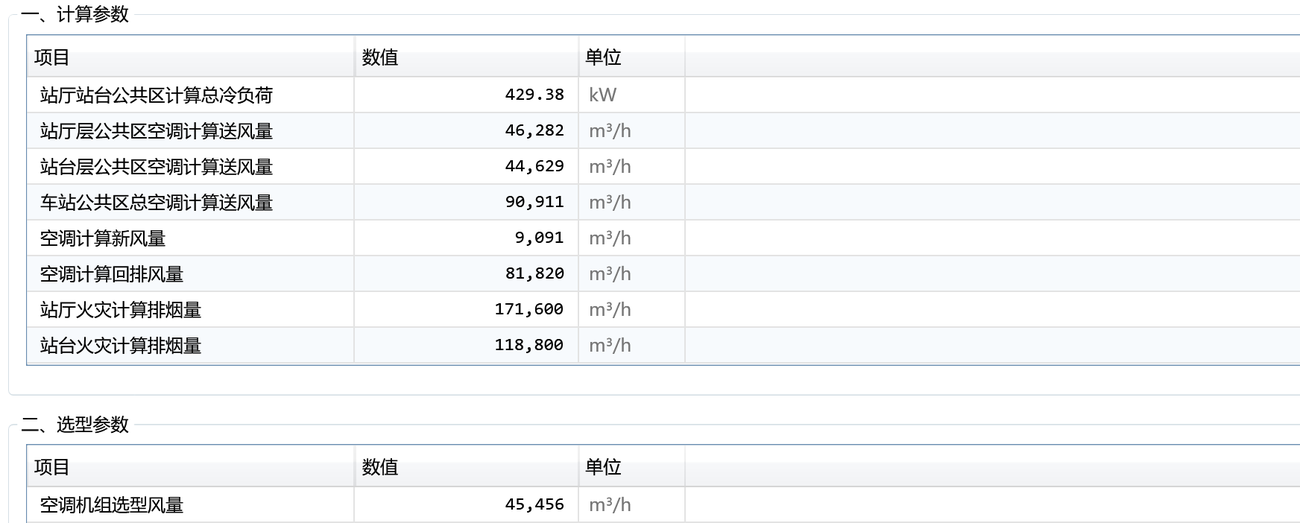 一、计算参数
项目 数值 单位
站厅站台公共区计算总冷负荷 429.38 kW
站厅层公共区空调计算送风量 46,282 m³/h
站台层公共区空调计算送风量 44,629 m³/h
车站公共区总空调计算送风量 90,911 m³/h
空调计算新风量 9,091 m³/h
空调计算回排风量 81,820 m³/h
站厅火灾计算排烟量 171,600 m³/h
站台火灾计算排烟量 118,800 m³/h
二、选型参数
项目 数值 单位
空调机组选型风量 45,456 m³/h